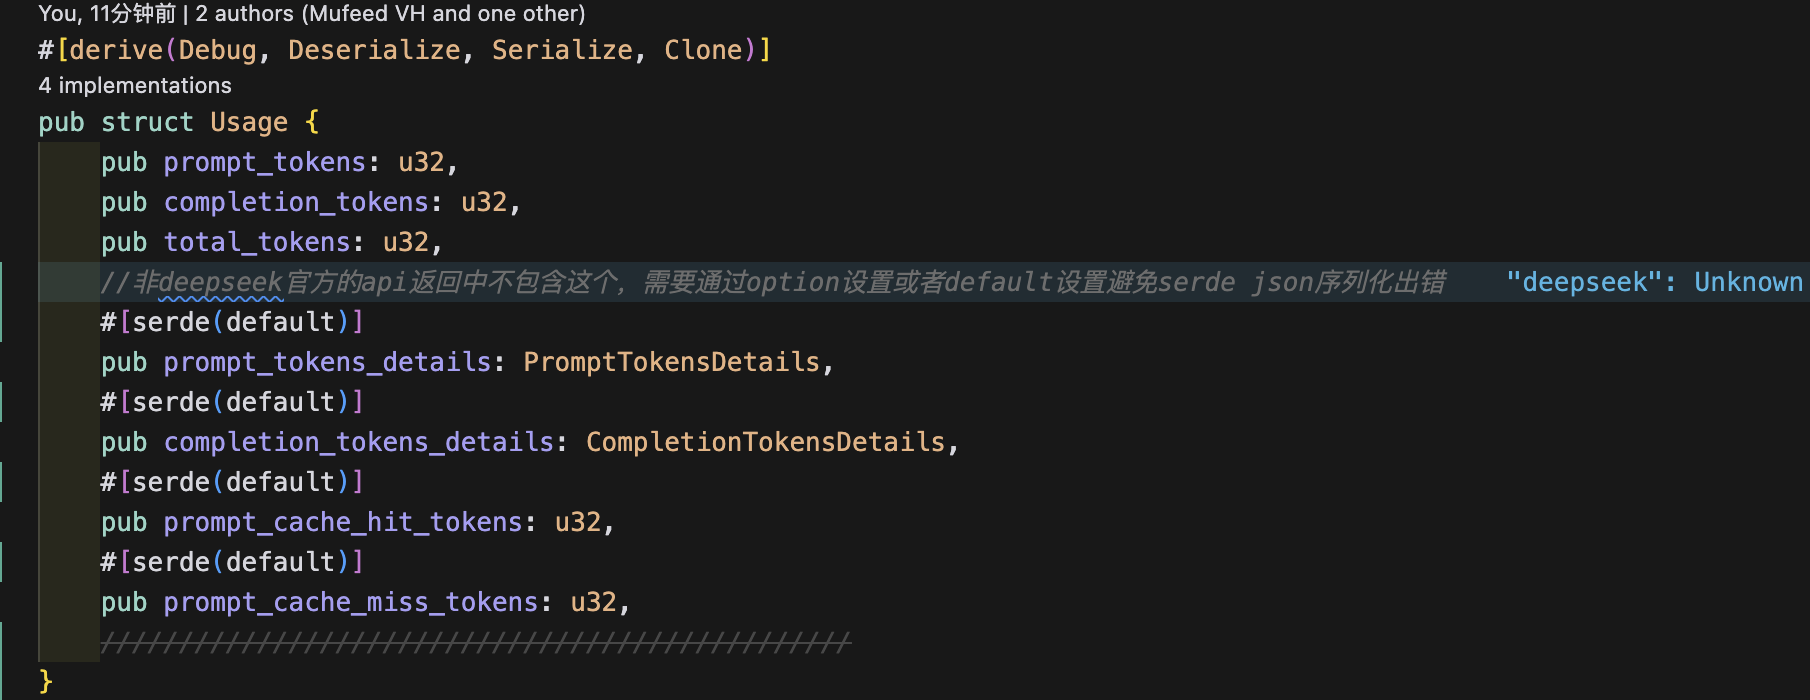 You, 11分钟前 | 2 authors (Mufeed VH and one other)
#[derive(Debug, Deserialize, Serialize, Clone)]
4 implementations
pub struct Usage {
    pub prompt_tokens: u32,
    pub completion_tokens: u32,
    pub total_tokens: u32,
    //非deepseek官方的api返回中不包含这个，需要通过option设置或者default设置避免serde json序列化出错    "deepseek": Unknown
    #[serde(default)]
    pub prompt_tokens_details: PromptTokensDetails,
    #[serde(default)]
    pub completion_tokens_details: CompletionTokensDetails,
    #[serde(default)]
    pub prompt_cache_hit_tokens: u32,
    #[serde(default)]
    pub prompt_cache_miss_tokens: u32,
    ////////////////////////////////////////////////
}